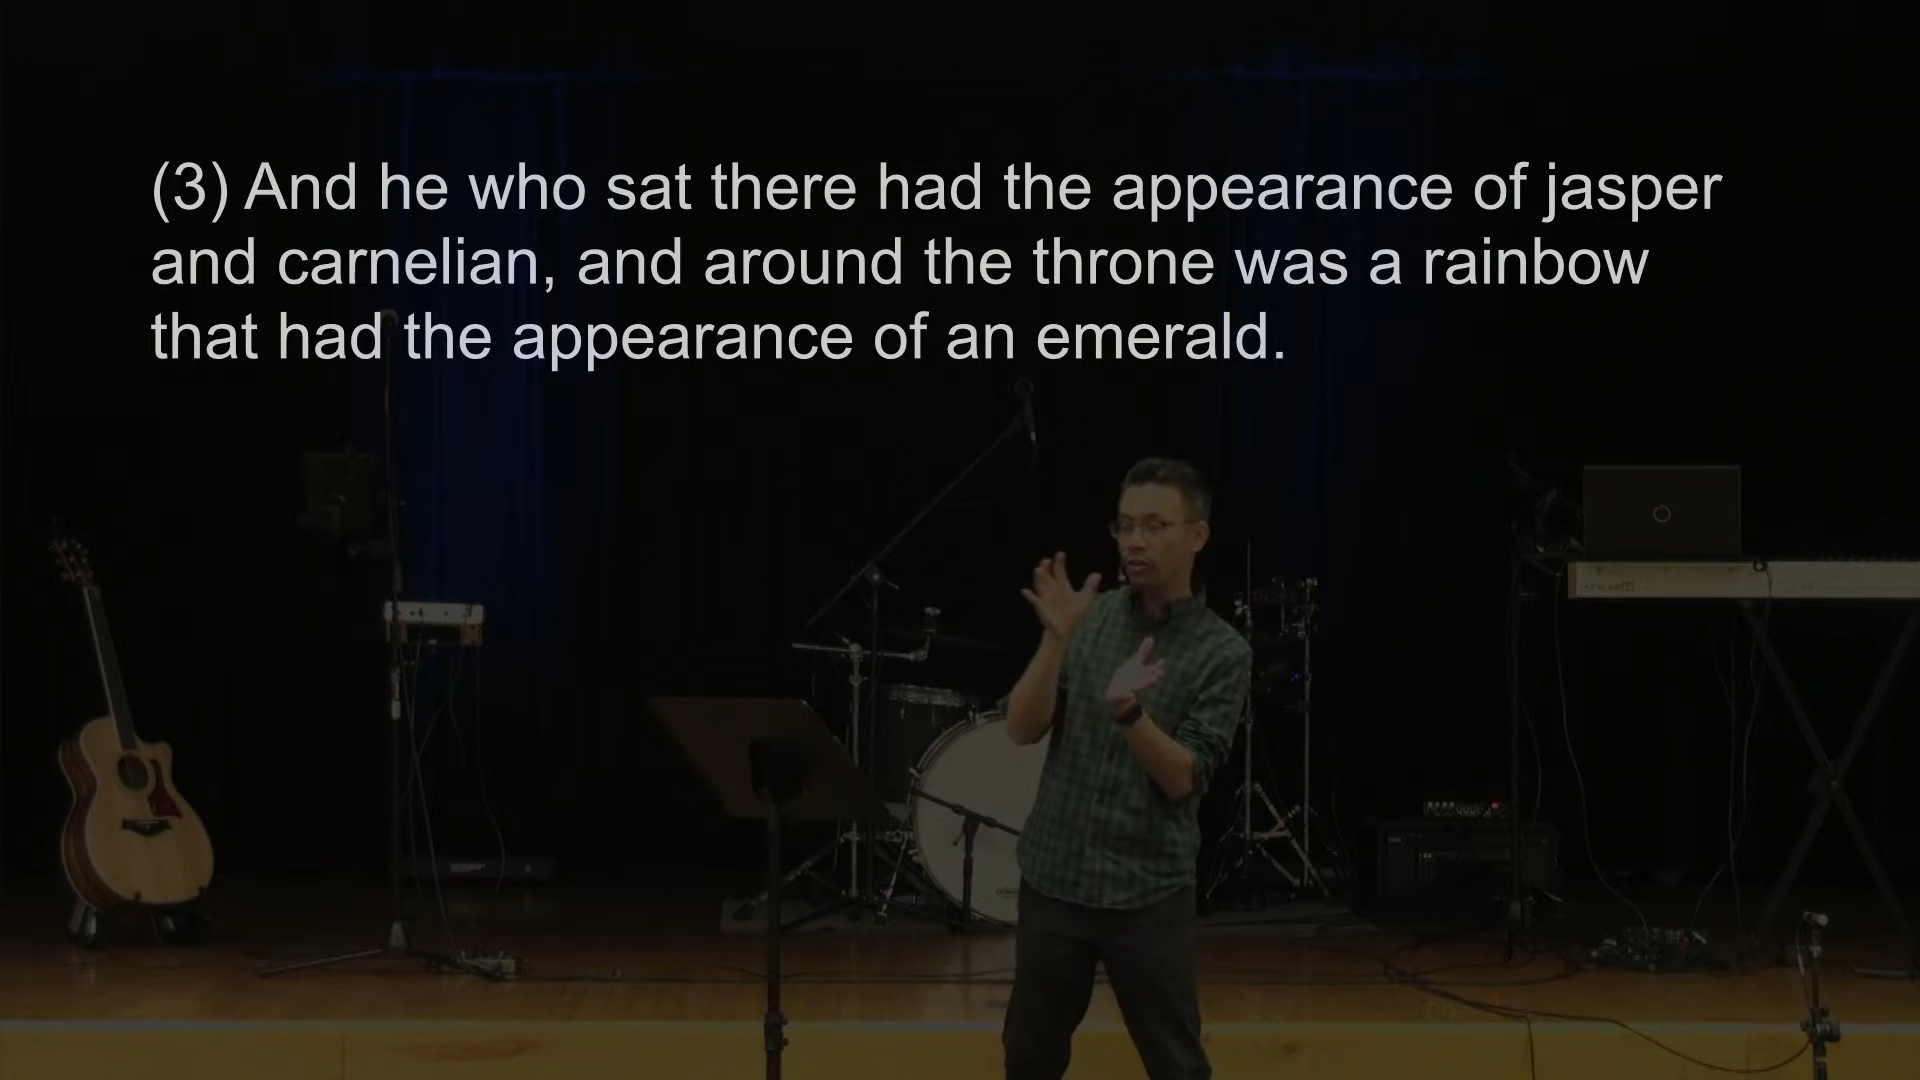 (3) And he who sat there had the appearance of jasper
and carnelian, and around the throne was a rainbow
that had the appearance of an emerald.